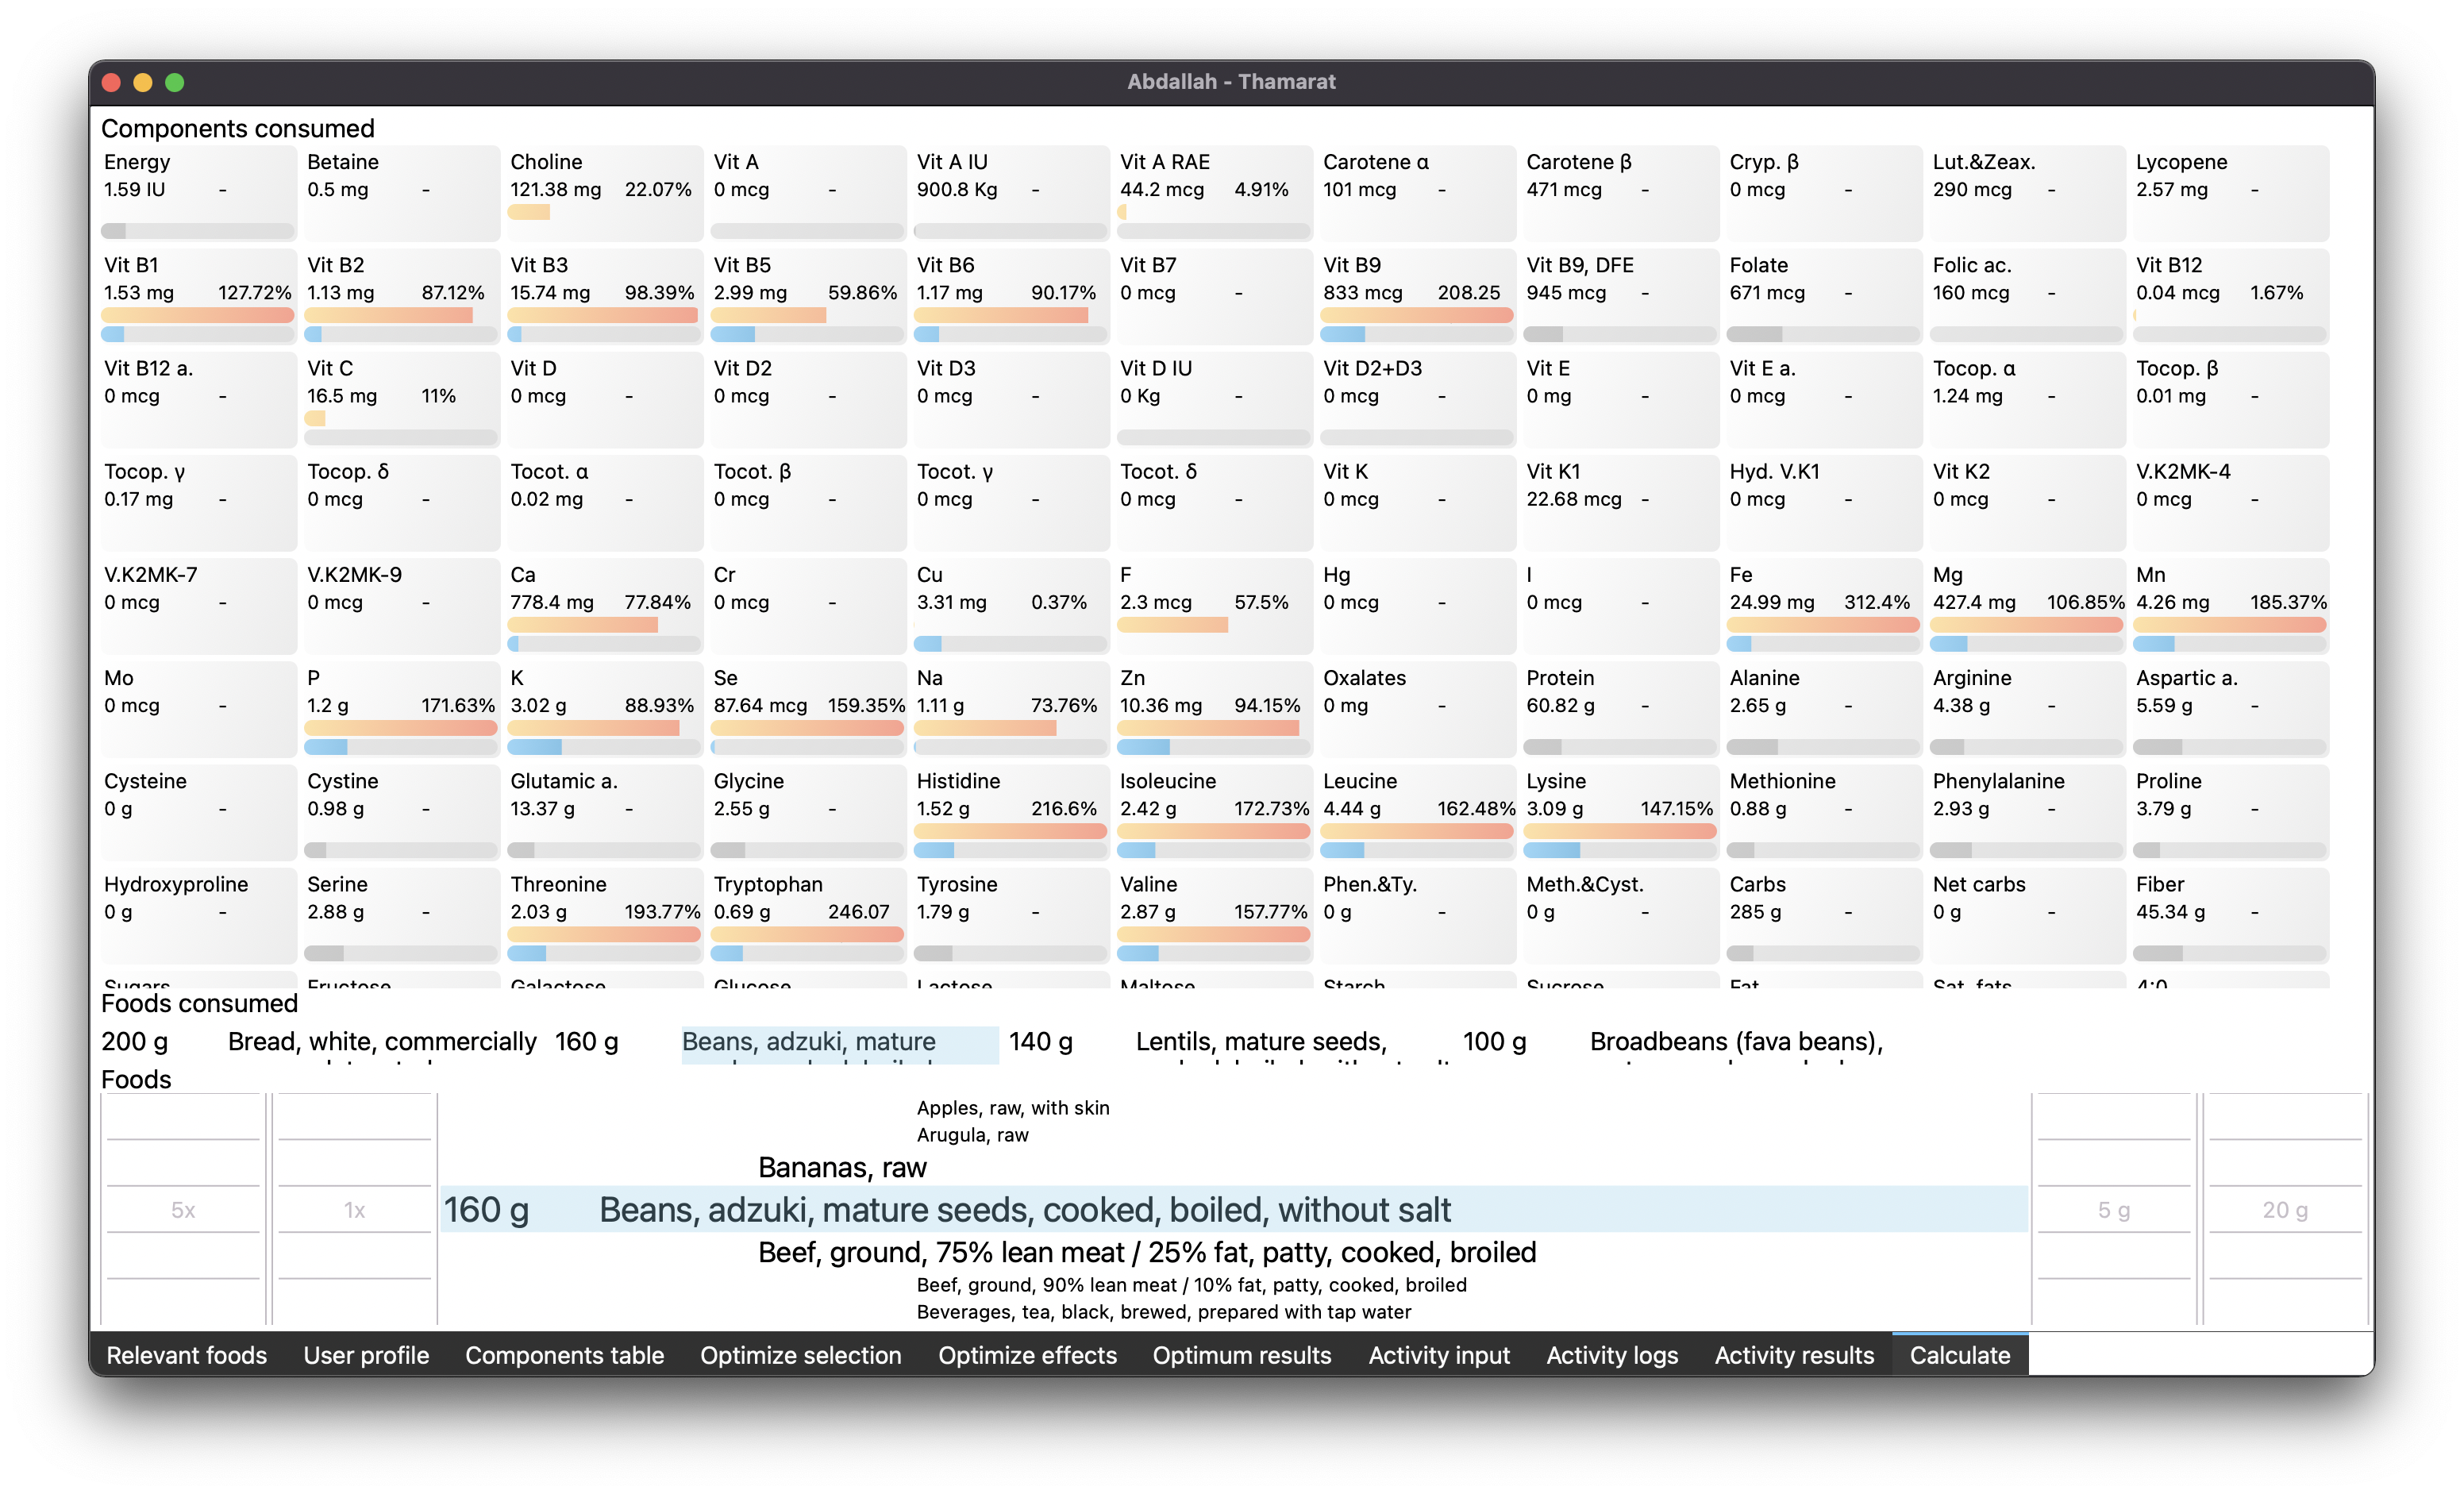 Abdallah - Thamarat
Components consumed
Energy Betaine Choline Vit A Vit A IU Vit A RAE Carotene α Carotene β Cryp. β Lut.&Zeax. Lycopene
1.59 IU - 0.5 mg - 121.38 mg 22.07% 0 mcg - 900.8 Kg - 44.2 mcg 4.91% 101 mcg - 471 mcg - 0 mcg - 290 mcg - 2.57 mg -
Vit B1 Vit B2 Vit B3 Vit B5 Vit B6 Vit B7 Vit B9 Vit B9, DFE Folate Folic ac. Vit B12
1.53 mg 127.72% 1.13 mg 87.12% 15.74 mg 98.39% 2.99 mg 59.86% 1.17 mg 90.17% 0 mcg - 833 mcg 208.25 945 mcg - 671 mcg - 160 mcg - 0.04 mcg 1.67%
Vit B12 a. Vit C Vit D Vit D2 Vit D3 Vit D IU Vit D2+D3 Vit E Vit E a. Tocop. α Tocop. β
0 mcg - 16.5 mg 11% 0 mcg - 0 mcg - 0 mcg - 0 Kg - 0 mcg - 0 mg - 0 mcg - 1.24 mg - 0.01 mg -
Tocop. γ Tocop. δ Tocot. α Tocot. β Tocot. γ Tocot. δ Vit K Vit K1 Hyd. V.K1 Vit K2 V.K2MK-4
0.17 mg - 0 mcg - 0.02 mg - 0 mcg - 0 mcg - 0 mcg - 0 mcg - 22.68 mcg - 0 mcg - 0 mcg - 0 mcg -
V.K2MK-7 V.K2MK-9 Ca Cr Cu F Hg I Fe Mg Mn
0 mcg - 0 mcg - 778.4 mg 77.84% 0 mcg - 3.31 mg 0.37% 2.3 mcg 57.5% 0 mcg - 0 mcg - 24.99 mg 312.4% 427.4 mg 106.85% 4.26 mg 185.37%
Mo P K Se Na Zn Oxalates Protein Alanine Arginine Aspartic a.
0 mcg - 1.2 g 171.63% 3.02 g 88.93% 87.64 mcg 159.35% 1.11 g 73.76% 10.36 mg 94.15% 0 mg - 60.82 g - 2.65 g - 4.38 g - 5.59 g -
Cysteine Cystine Glutamic a. Glycine Histidine Isoleucine Leucine Lysine Methionine Phenylalanine Proline
0 g - 0.98 g - 13.37 g - 2.55 g - 1.52 g 216.6% 2.42 g 172.73% 4.44 g 162.48% 3.09 g 147.15% 0.88 g - 2.93 g - 3.79 g -
Hydroxyproline Serine Threonine Tryptophan Tyrosine Valine Phen.&Ty. Meth.&Cyst. Carbs Net carbs Fiber
0 g - 2.88 g - 2.03 g 193.77% 0.69 g 246.07 1.79 g - 2.87 g 157.77% 0 g - 0 g - 285 g - 0 g - 45.34 g -
Sugars Fructose Galactose Glucose Lactose Maltose Starch Sucrose Fat Sat. fats 4:0
Foods consumed
200 g Bread, white, commercially 160 g Beans, adzuki, mature 140 g Lentils, mature seeds, 100 g Broadbeans (fava beans),
Foods
Apples, raw, with skin
Arugula, raw
Bananas, raw
5x 1x 160 g Beans, adzuki, mature seeds, cooked, boiled, without salt 5 g 20 g
Beef, ground, 75% lean meat / 25% fat, patty, cooked, broiled
Beef, ground, 90% lean meat / 10% fat, patty, cooked, broiled
Beverages, tea, black, brewed, prepared with tap water
Relevant foods User profile Components table Optimize selection Optimize effects Optimum results Activity input Activity logs Activity results Calculate